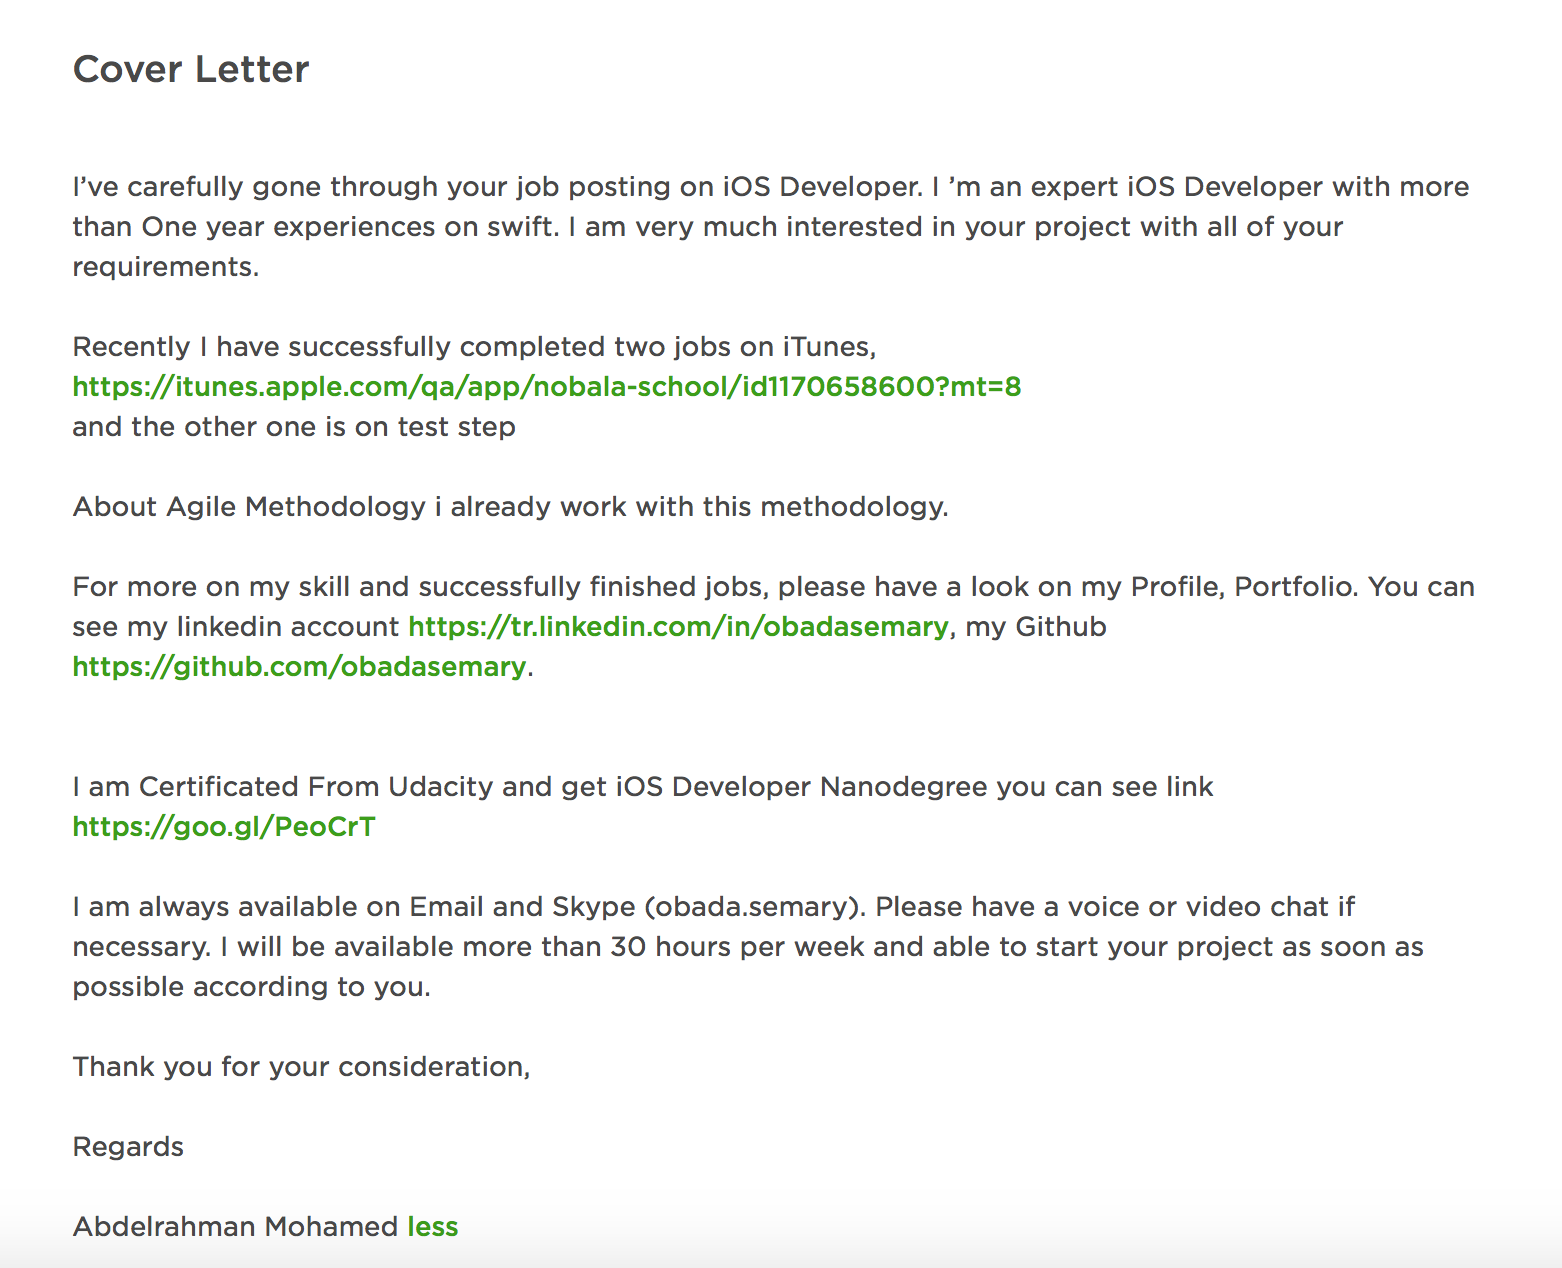 Cover Letter
I’ve carefully gone through your job posting on iOS Developer. I ’m an expert iOS Developer with more
than One year experiences on swift. I am very much interested in your project with all of your
requirements.
Recently I have successfully completed two jobs on iTunes,
https://itunes.apple.com/qa/app/nobala-school/id1170658600?mt=8
and the other one is on test step
About Agile Methodology i already work with this methodology.
For more on my skill and successfully finished jobs, please have a look on my Profile, Portfolio. You can
see my linkedin account https://tr.linkedin.com/in/obadasemary, my Github
https://github.com/obadasemary.
I am Certificated From Udacity and get iOS Developer Nanodegree you can see link
https://goo.gl/PeoCrT
I am always available on Email and Skype (obada.semary). Please have a voice or video chat if
necessary. I will be available more than 30 hours per week and able to start your project as soon as
possible according to you.
Thank you for your consideration,
Regards
Abdelrahman Mohamed less